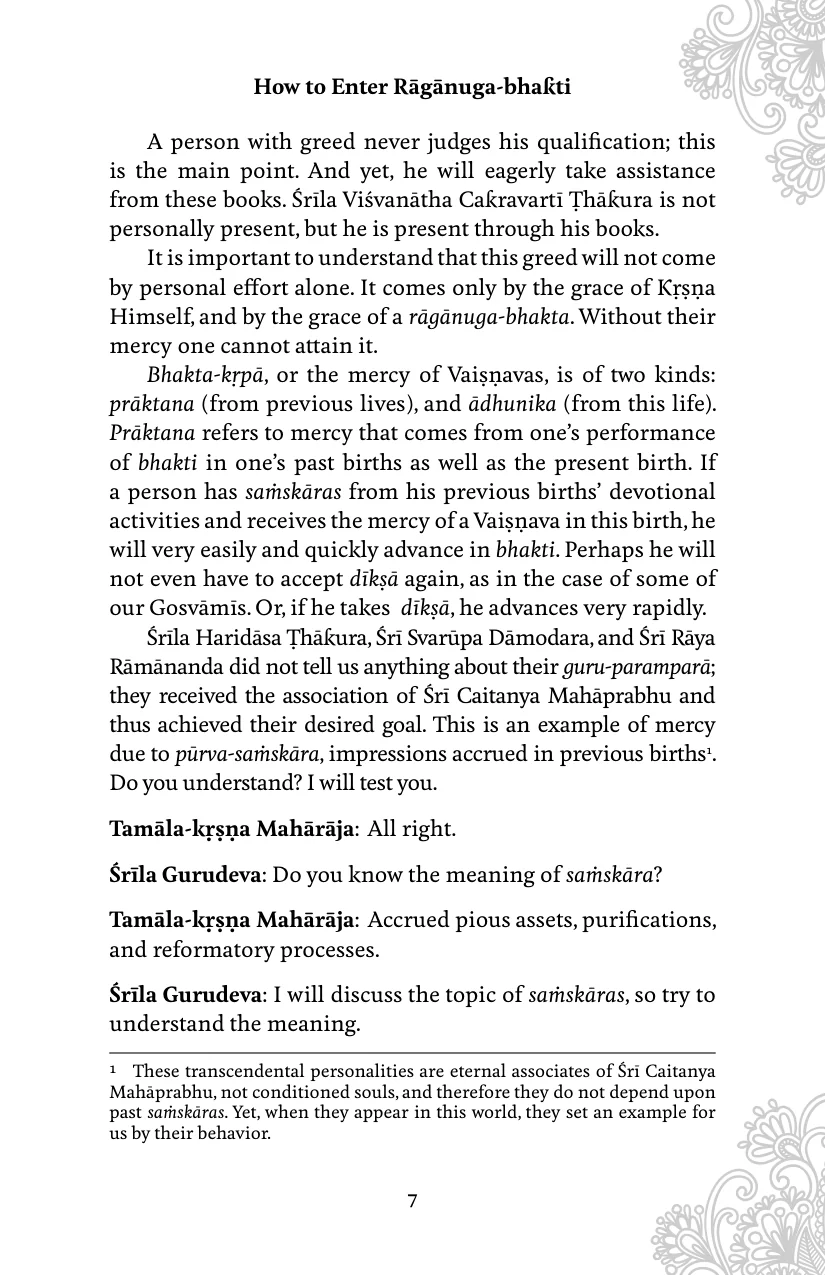 How to Enter Rāgānuga-bhakti
A person with greed never judges his qualification; this
is the main point. And yet, he will eagerly take assistance
from these books. Śrīla Viśvanātha Cakravartī Ṭhākura is not
personally present, but he is present through his books.
It is important to understand that this greed will not come
by personal effort alone. It comes only by the grace of Kṛṣṇa
Himself, and by the grace of a rāgānuga-bhakta. Without their
mercy one cannot attain it.
Bhakta-kṛpā, or the mercy of Vaiṣṇavas, is of two kinds:
prāktana (from previous lives), and ādhunika (from this life).
Prāktana refers to mercy that comes from one’s performance
of bhakti in one’s past births as well as the present birth. If
a person has saṁskāras from his previous births’ devotional
activities and receives the mercy of a Vaiṣṇava in this birth, he
will very easily and quickly advance in bhakti. Perhaps he will
not even have to accept dīkṣā again, as in the case of some of
our Gosvāmīs. Or, if he takes dīkṣā, he advances very rapidly.
Śrīla Haridāsa Ṭhākura, Śrī Svarūpa Dāmodara, and Śrī Rāya
Rāmānanda did not tell us anything about their guru-paramparā;
they received the association of Śrī Caitanya Mahāprabhu and
thus achieved their desired goal. This is an example of mercy
due to pūrva-saṁskāra, impressions accrued in previous births¹.
Do you understand? I will test you.
Tamāla-kṛṣṇa Mahārāja: All right.
Śrīla Gurudeva: Do you know the meaning of saṁskāra?
Tamāla-kṛṣṇa Mahārāja: Accrued pious assets, purifications,
and reformatory processes.
Śrīla Gurudeva: I will discuss the topic of saṁskāras, so try to
understand the meaning.
¹ These transcendental personalities are eternal associates of Śrī Caitanya
Mahāprabhu, not conditioned souls, and therefore they do not depend upon
past saṁskāras. Yet, when they appear in this world, they set an example for
us by their behavior.
7